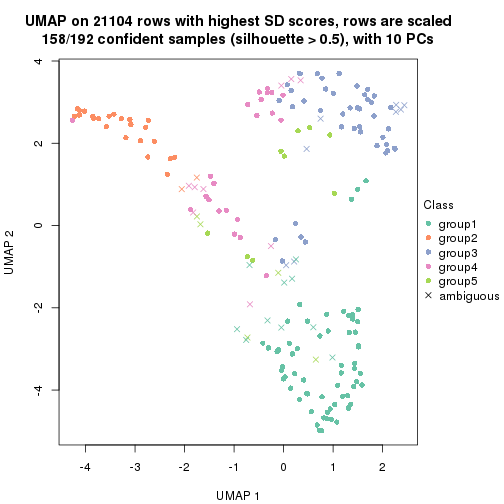 UMAP on 21104 rows with highest SD scores, rows are scaled
158/192 confident samples (silhouette > 0.5), with 10 PCs
4
2
0
-2
-4
UMAP 2
-4
-3
-2
-1
0
1
2
UMAP 1
Class
group1
group2
group3
group4
group5
ambiguous